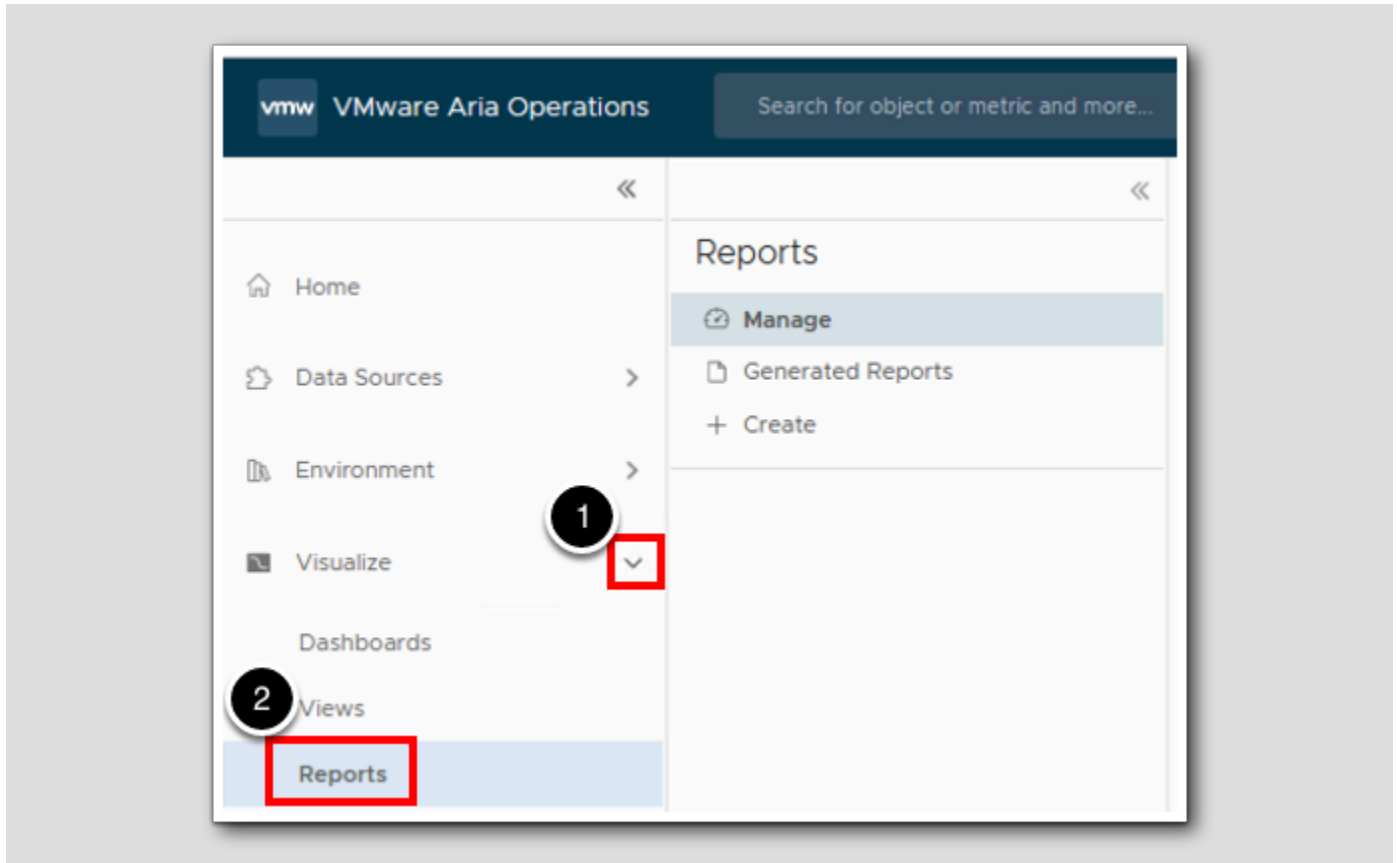 vmw VMware Aria Operations
Search for object or metric and more...
Home
Data Sources
Environment
1
Visualize
Dashboards
2
Views
Reports
Reports
Manage
Generated Reports
+ Create